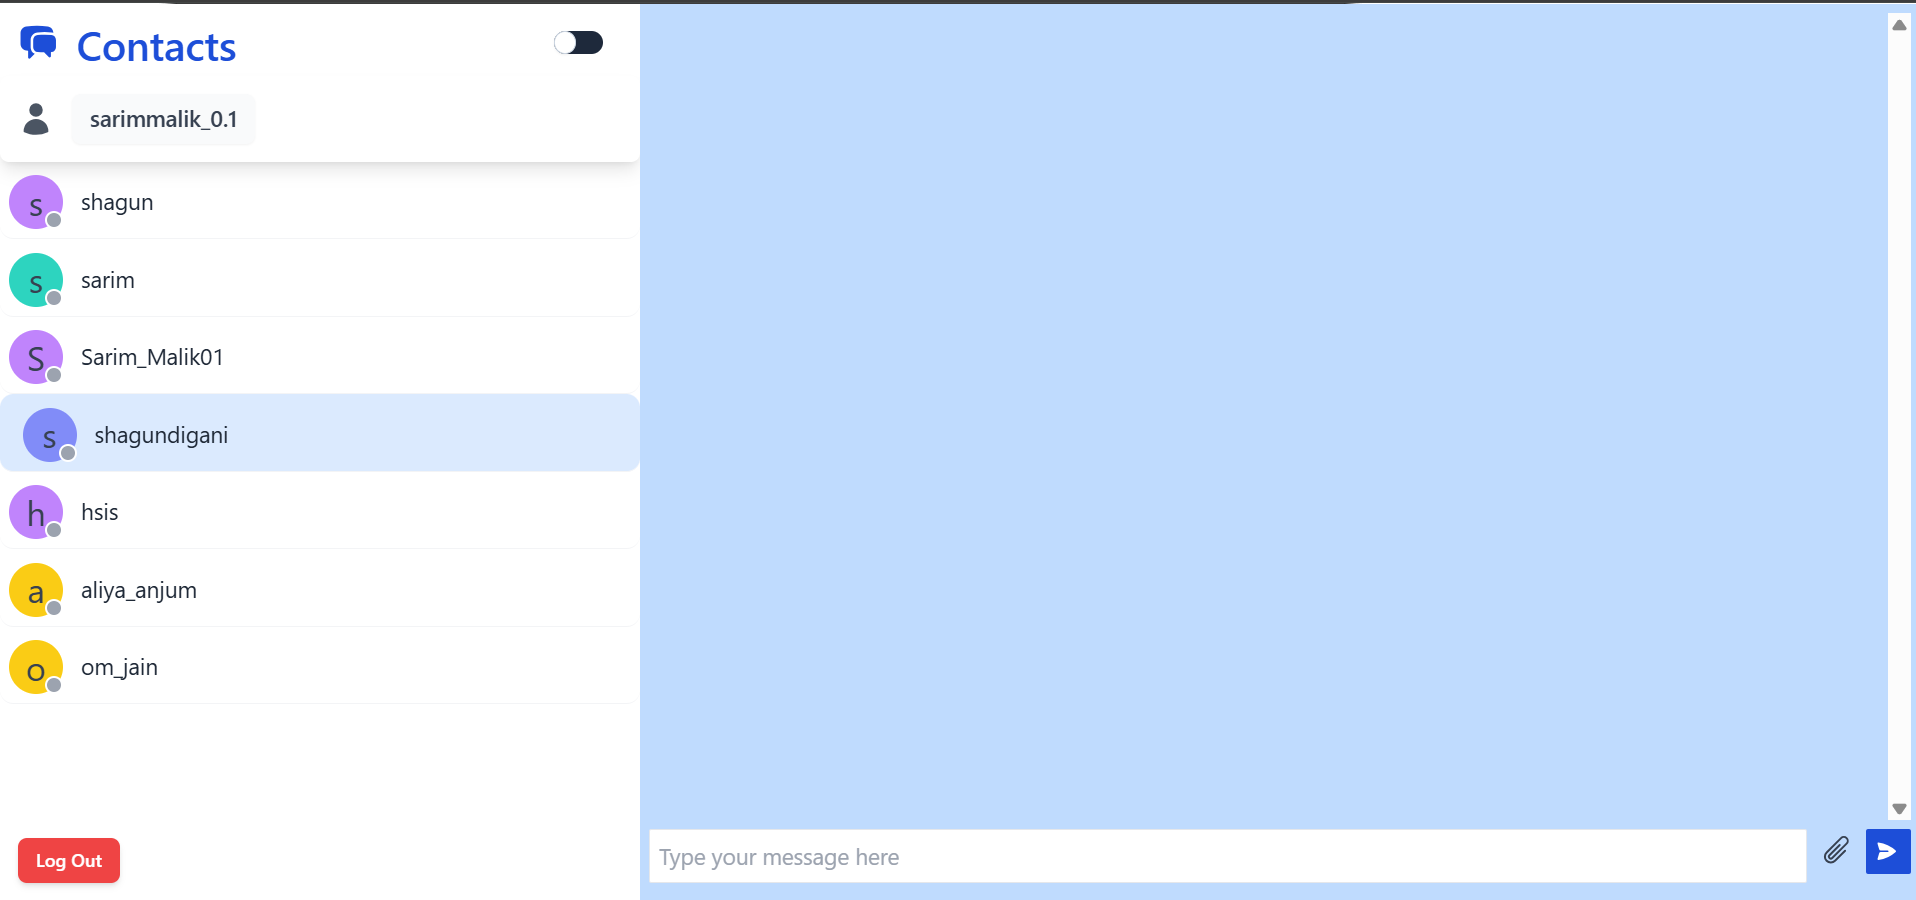 Contacts
sarimmalik_0.1
s shagun
s sarim
S Sarim_Malik01
s shagundigani
h hsis
a aliya_anjum
o om_jain
Log Out
Type your message here